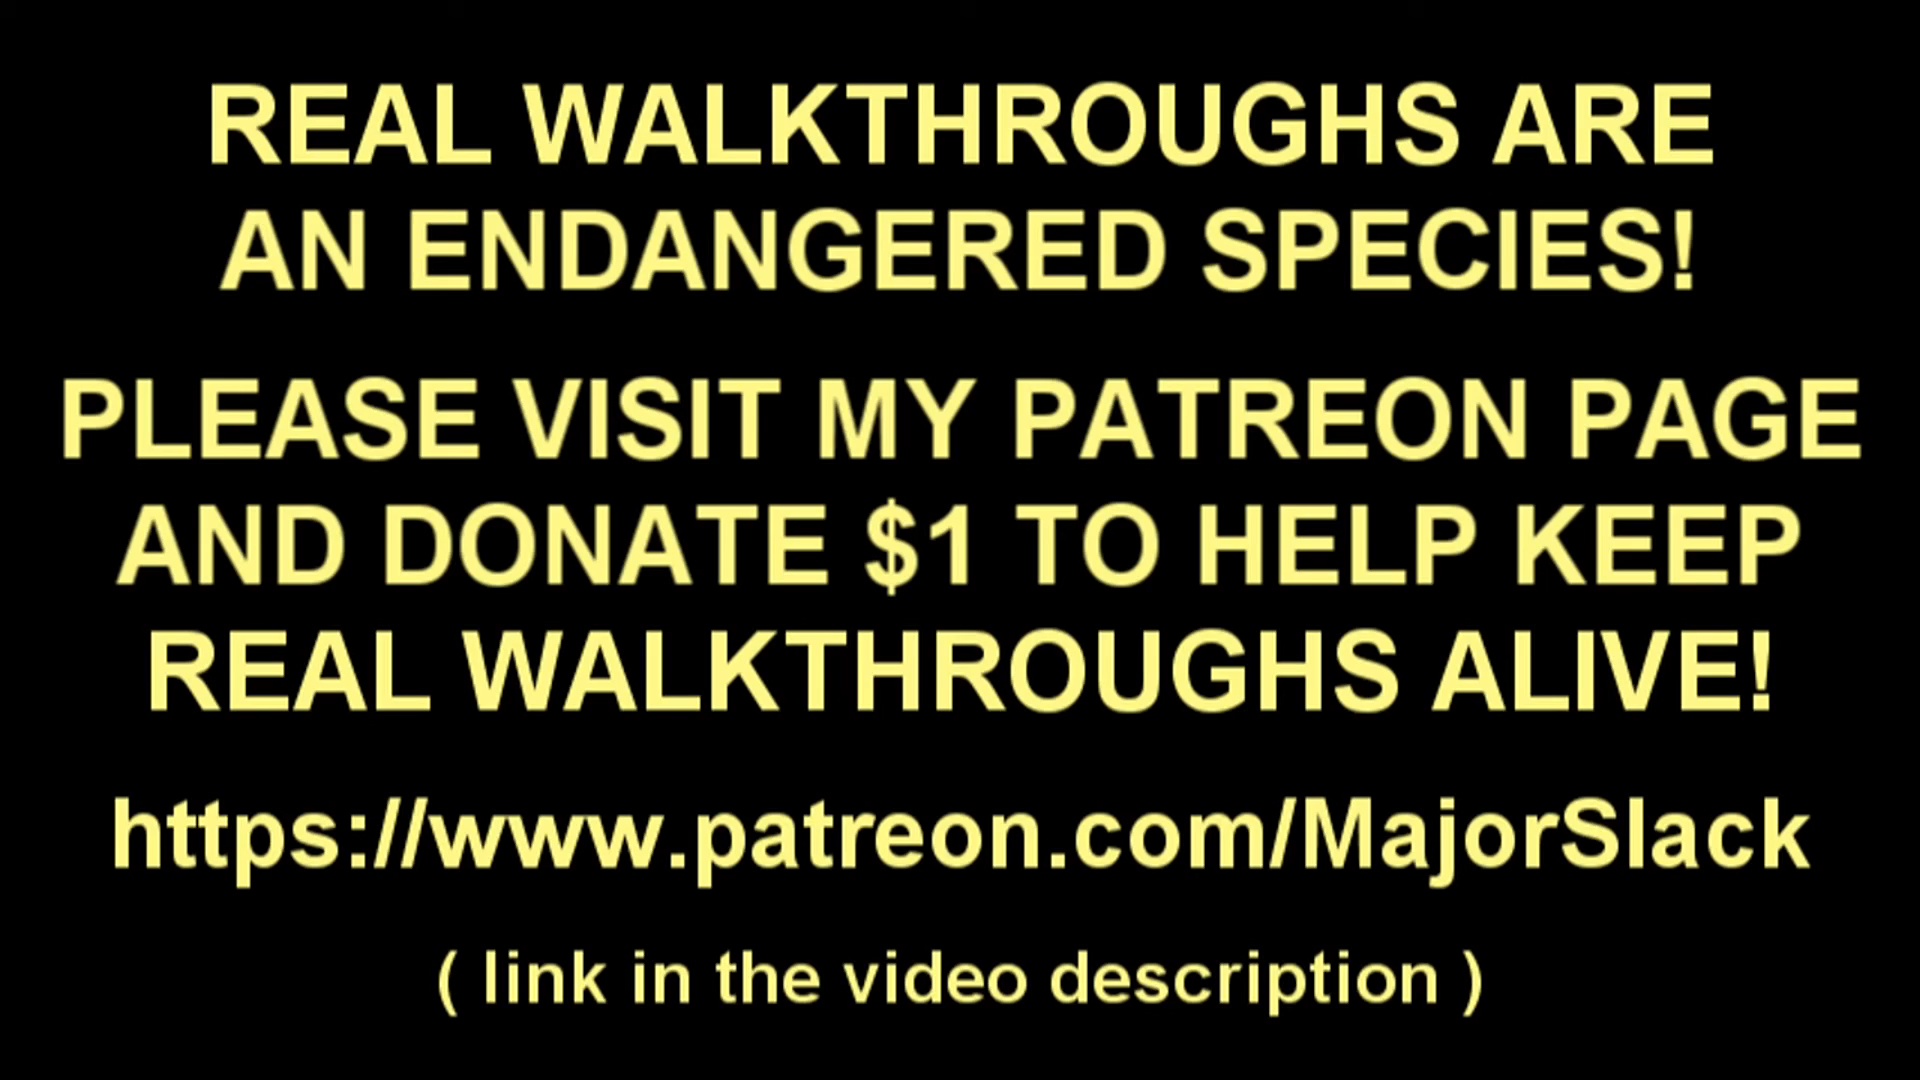 REAL WALKTHROUGHS ARE
AN ENDANGERED SPECIES!
PLEASE VISIT MY PATREON PAGE
AND DONATE $1 TO HELP KEEP
REAL WALKTHROUGHS ALIVE!
https://www.patreon.com/MajorSlack
( link in the video description )